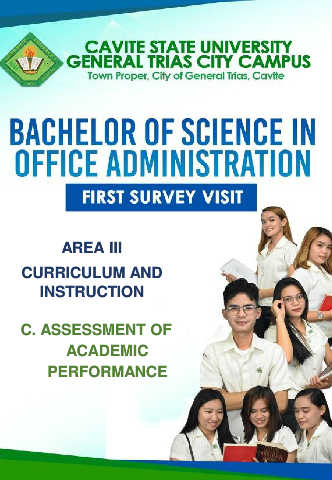 CAVITE STATE UNIVERSITY
GENERAL TRIAS CITY CAMPUS
Town Proper, City of General Trias, Cavite
BACHELOR OF SCIENCE IN
OFFICE ADMINISTRATION
FIRST SURVEY VISIT
AREA III
CURRICULUM AND
INSTRUCTION
C. ASSESSMENT OF
ACADEMIC
PERFORMANCE